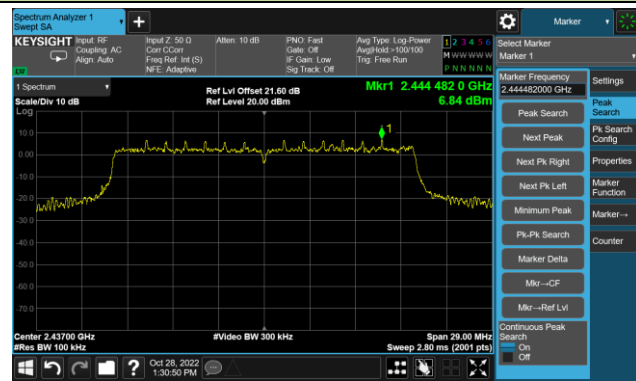 Spectrum Analyzer 1
Swept SA
Marker
KEYSIGHT
Input: RF
Coupling: AC
Align: Auto
Input Z: 50 Ω
Corr CCorr
Freq Ref: Int (S)
NFE: Adaptive
Atten: 10 dB
PNO: Fast
Gate: Off
IF Gain: Low
Sig Track: Off
Avg Type: Log-Power
Avg|Hold:>100/100
Trig: Free Run
1 2 3 4 5 6
M W W W W W
P N N N N N
LW
Select Marker
Marker 1
1 Spectrum
Scale/Div 10 dB
Log
Ref Lvl Offset 21.60 dB
Ref Level 20.00 dBm
Mkr1 2.444 482 0 GHz
6.84 dBm
10.0
0.00
-10.0
-20.0
-30.0
-40.0
-50.0
-60.0
-70.0
1
Center 2.43700 GHz
#Res BW 100 kHz
#Video BW 300 kHz
Span 29.00 MHz
Sweep 2.80 ms (2001 pts)
Marker Frequency
2.444482000 GHz
Peak Search
Next Peak
Next Pk Right
Next Pk Left
Minimum Peak
Pk-Pk Search
Marker Delta
Mkr→CF
Mkr→Ref Lvl
Continuous Peak
Search
On
Off
Settings
Peak
Search
Pk Search
Config
Properties
Marker
Function
Marker→
Counter
?
Oct 28, 2022
1:30:50 PM